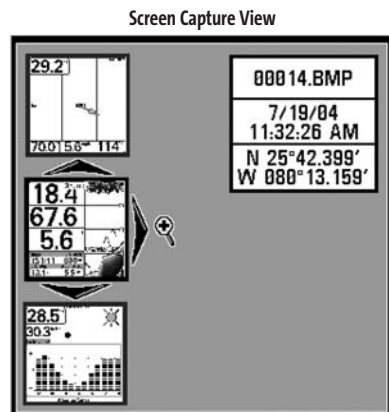 Screen Capture View
29.2
70.0 5.6 114°
18.4
67.6
5.6
28.5
30.3
00014.BMP
7/19/04
11:32:26 AM
N 25°42.399'
W 080°13.159'